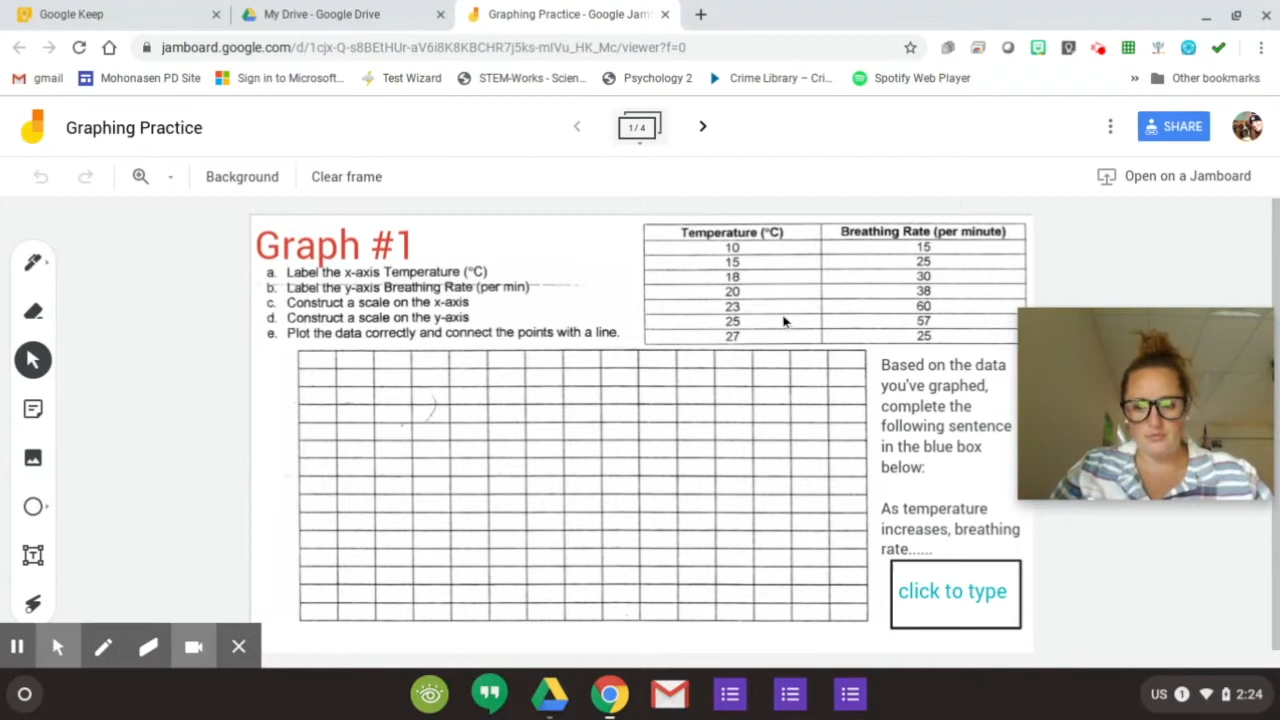 Google Keep
My Drive - Google Drive
Graphing Practice - Google Jam
jamboard.google.com/d/1cjx-Q-s8BEtHUr-aV6i8K8KBCHR7j5ks-mIVu_HK_Mc/viewer?f=0
gmail
Mohonasen PD Site
Sign in to Microsoft...
Test Wizard
STEM-Works - Scien...
Psychology 2
Crime Library – Cri...
Spotify Web Player
»
Other bookmarks
Graphing Practice
1 / 4
SHARE
Background
Clear frame
Open on a Jamboard
Graph #1
a. Label the x-axis Temperature (°C)
b. Label the y-axis Breathing Rate (per min)
c. Construct a scale on the x-axis
d. Construct a scale on the y-axis
e. Plot the data correctly and connect the points with a line.
Temperature (°C) Breathing Rate (per minute)
10 15
15 25
18 30
20 38
23 60
25 57
27 25
Based on the data
you've graphed,
complete the
following sentence
in the blue box
below:
As temperature
increases, breathing
rate......
click to type
US 1 2:24